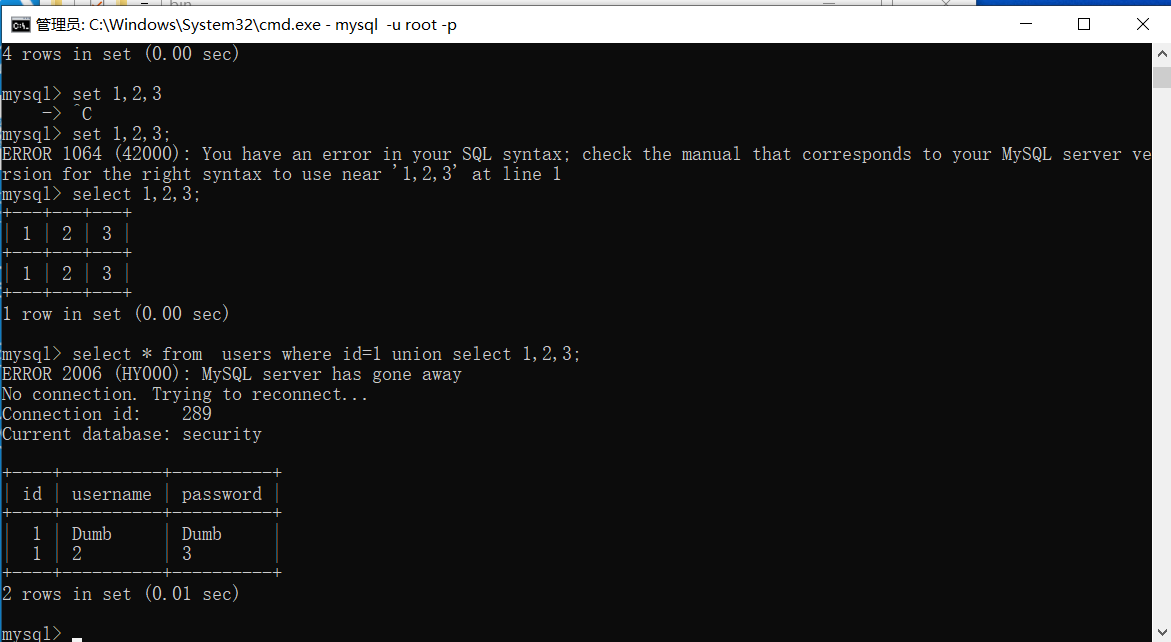 bin
管理员: C:\Windows\System32\cmd.exe - mysql  -u root -p
4 rows in set (0.00 sec)
mysql> set 1,2,3
    -> ^C
mysql> set 1,2,3;
ERROR 1064 (42000): You have an error in your SQL syntax; check the manual that corresponds to your MySQL server ve
rsion for the right syntax to use near '1,2,3' at line 1
mysql> select 1,2,3;
+---+---+---+
| 1 | 2 | 3 |
+---+---+---+
| 1 | 2 | 3 |
+---+---+---+
1 row in set (0.00 sec)
mysql> select * from  users where id=1 union select 1,2,3;
ERROR 2006 (HY000): MySQL server has gone away
No connection. Trying to reconnect...
Connection id:    289
Current database: security
+----+----------+----------+
| id | username | password |
+----+----------+----------+
|  1 | Dumb     | Dumb     |
|  1 | 2        | 3        |
+----+----------+----------+
2 rows in set (0.01 sec)
mysql>